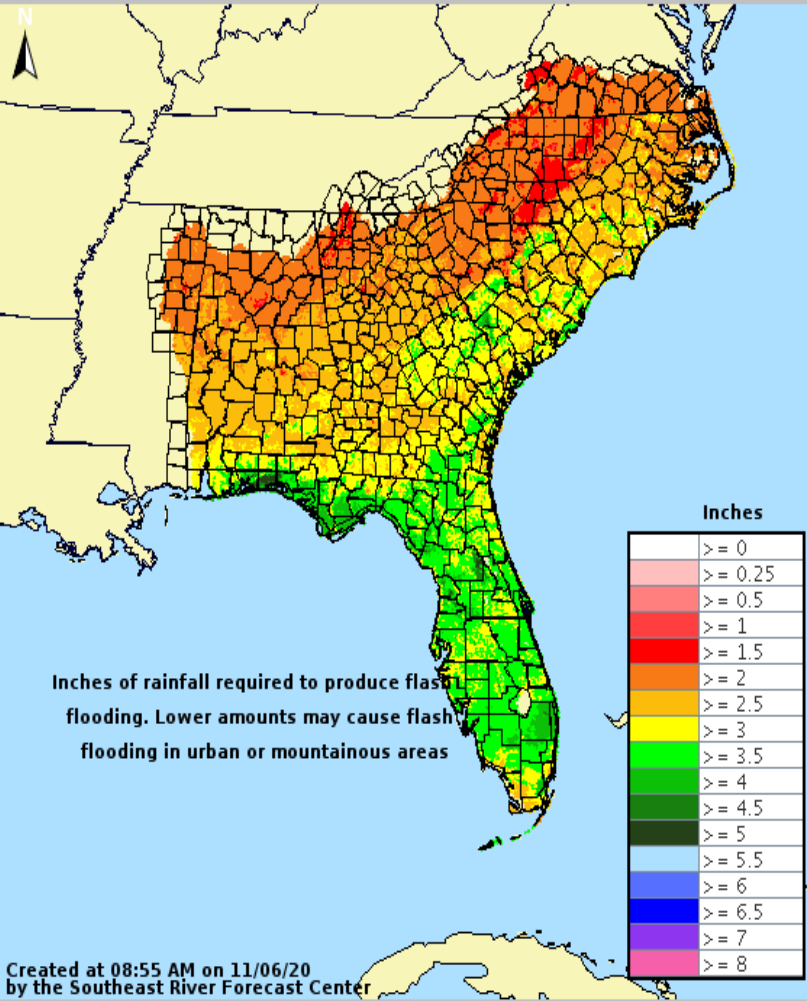 N
Inches
>= 0
>= 0.25
>= 0.5
>= 1
>= 1.5
>= 2
>= 2.5
>= 3
>= 3.5
>= 4
>= 4.5
>= 5
>= 5.5
>= 6
>= 6.5
>= 7
>= 8
Inches of rainfall required to produce flash
flooding. Lower amounts may cause flash
flooding in urban or mountainous areas
Created at 08:55 AM on 11/06/20
by the Southeast River Forecast Center